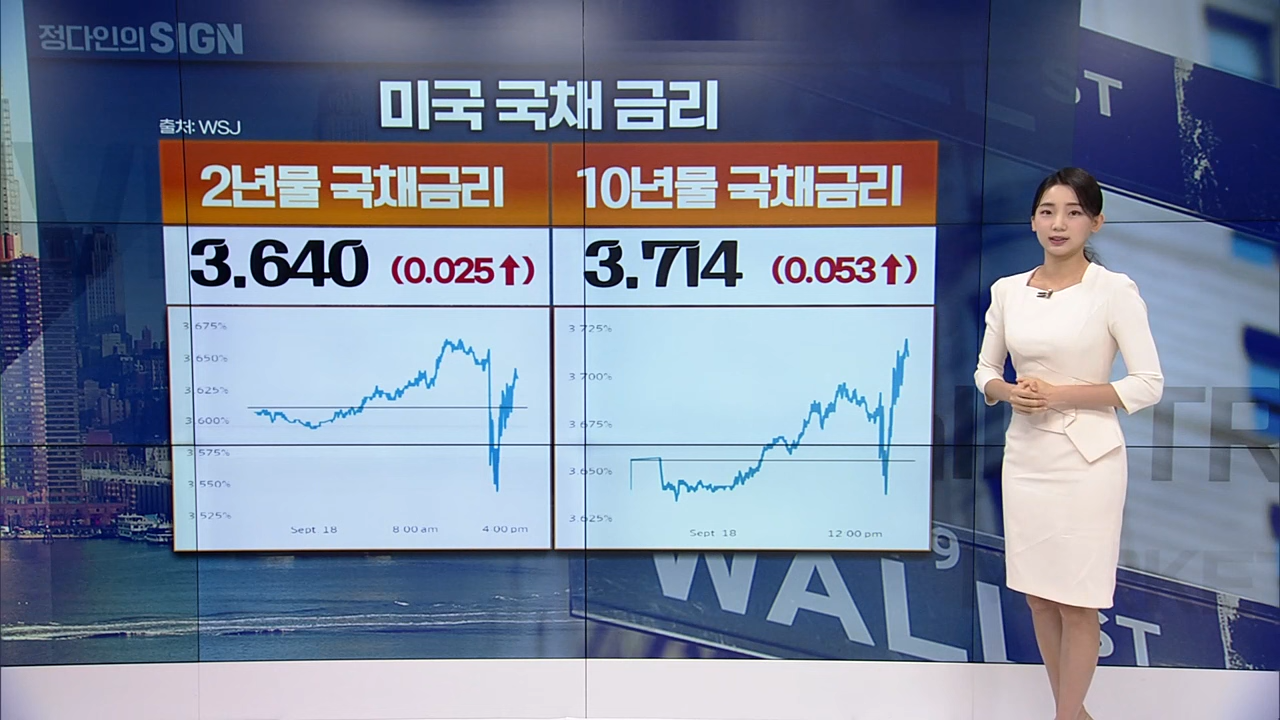 정다인의 SIGN
미국 국채 금리
출처: WSJ
2년물 국채금리
10년물 국채금리
3.640 (0.025↑)
3.714 (0.053↑)
3.675%
3.650%
3.625%
3.600%
3.575%
3.550%
3.525%
Sept. 18
8:00 am
4:00 pm
3.725%
3.700%
3.675%
3.650%
3.625%
Sept. 18
12:00 pm
ST
TR
9
WALL
ST